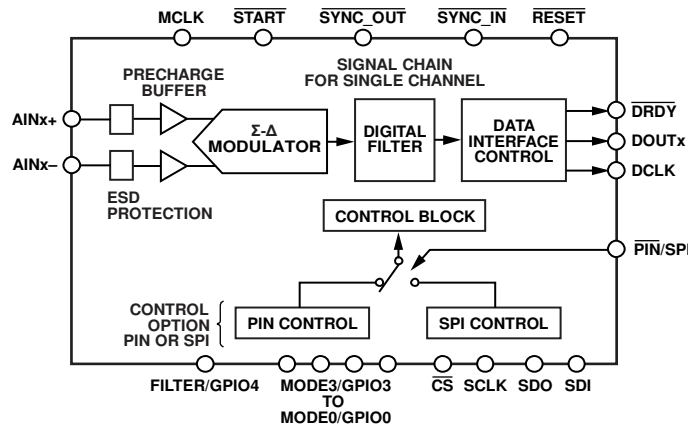 MCLK START SYNC_OUT SYNC_IN RESET
PRECHARGE
BUFFER
SIGNAL CHAIN
FOR SINGLE CHANNEL
AINx+
AINx–
Σ-Δ
MODULATOR
DIGITAL
FILTER
DATA
INTERFACE
CONTROL
DRDY
DOUTx
DCLK
ESD
PROTECTION
CONTROL BLOCK
PIN/SPI
CONTROL
OPTION
PIN OR SPI
PIN CONTROL
SPI CONTROL
FILTER/GPIO4
MODE3/GPIO3
TO
MODE0/GPIO0
CS SCLK SDO SDI